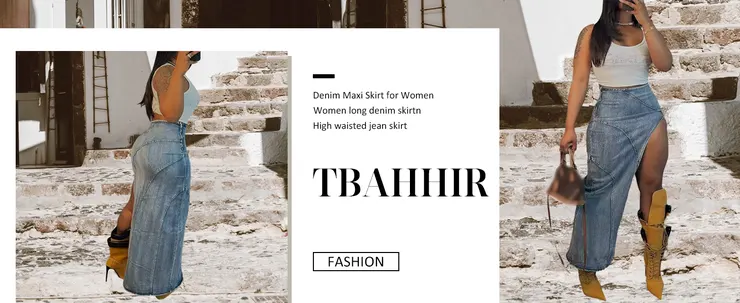 Denim Maxi Skirt for Women
Women long denim skirtn
High waisted jean skirt
TBAHHIR
FASHION